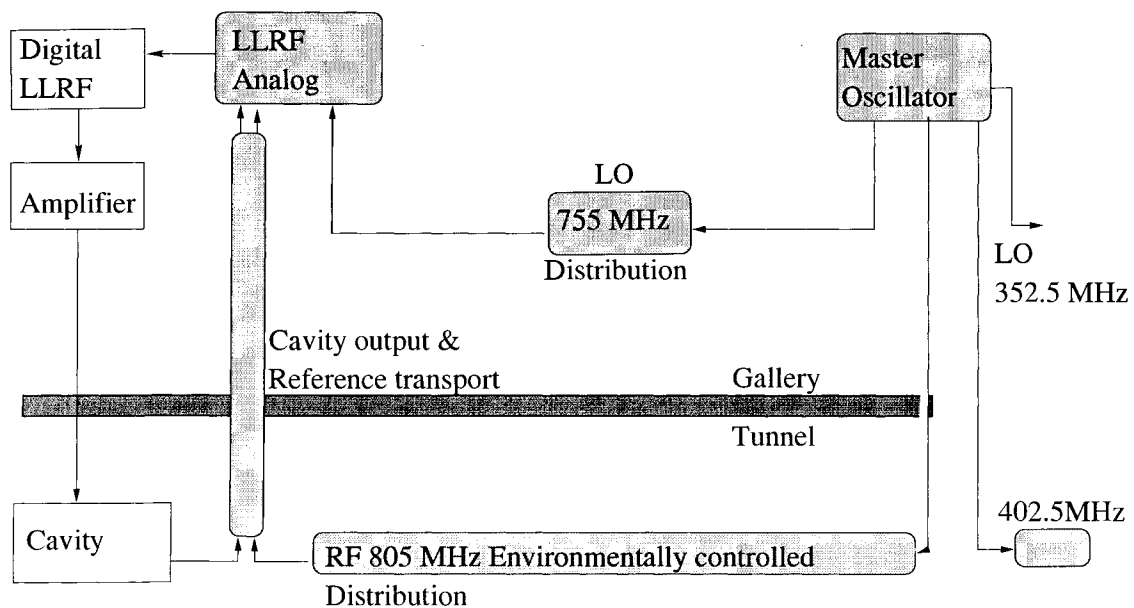 Digital
LLRF
LLRF
Analog
Master
Oscillator
Amplifier
LO
755 MHz
Distribution
LO
352.5 MHz
Cavity output &
Reference transport
Gallery
Tunnel
Cavity
402.5MHz
RF 805 MHz Environmentally controlled
Distribution